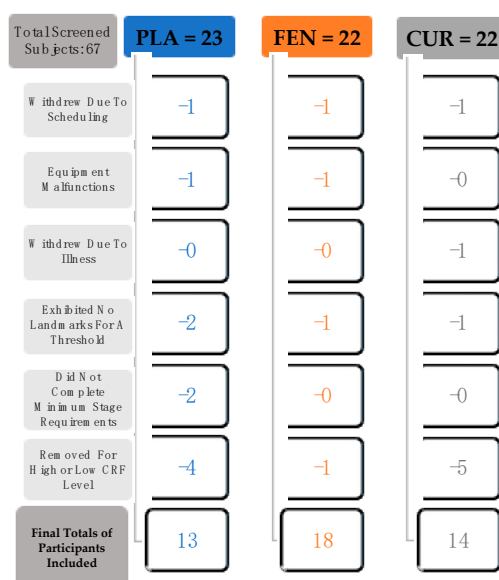 Total Screened
Subjects: 67
PLA = 23
FEN = 22
CUR = 22
Withdrew Due To
Scheduling
-1
-1
-1
Equipment
Malfunctions
-1
-1
-0
Withdrew Due To
Illness
-0
-0
-1
Exhibited No
Landmarks For A
Threshold
-2
-1
-1
Did Not
Complete
Minimum Stage
Requirements
-2
-0
-0
Removed For
High or Low CRF
Level
-4
-1
-5
Final Totals of
Participants
Included
13
18
14